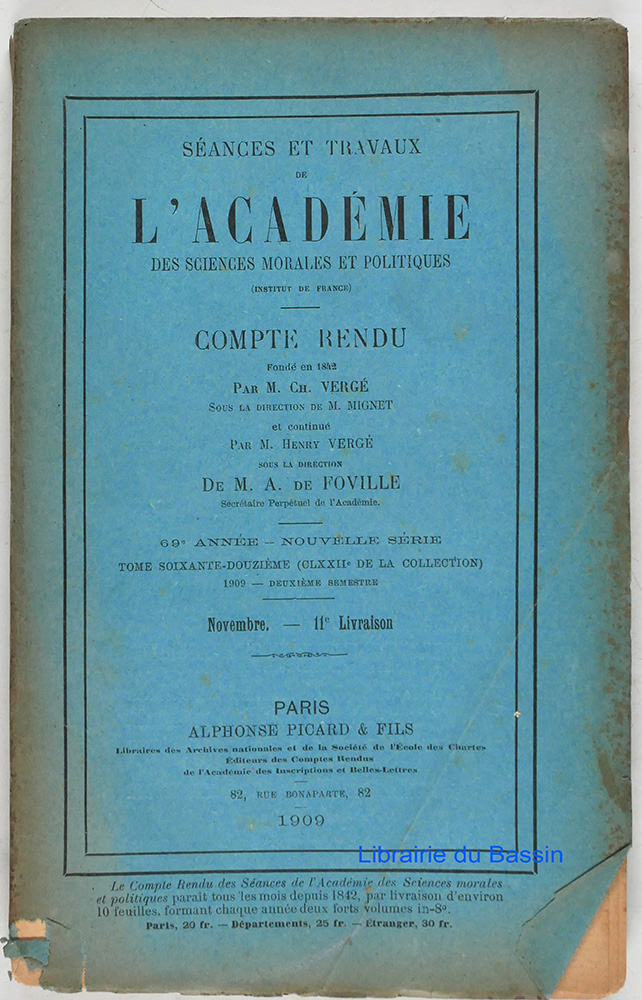 SÉANCES ET TRAVAUX
DE
L'ACADÉMIE
DES SCIENCES MORALES ET POLITIQUES
(INSTITUT DE FRANCE)
COMPTE RENDU
Fondé en 1842
PAR M. CH. VERGÉ
SOUS LA DIRECTION DE M. MIGNET
et continué
PAR M. HENRY VERGÉ
SOUS LA DIRECTION
DE M. A. DE FOVILLE
Secrétaire Perpétuel de l'Académie.
69e ANNÉE – NOUVELLE SÉRIE
TOME SOIXANTE-DOUZIÈME (CLXXIIe DE LA COLLECTION)
1909 — DEUXIÈME SEMESTRE
Novembre. — 11e Livraison
PARIS
ALPHONSE PICARD & FILS
Libraires des Archives nationales et de la Société de l'École des Chartes
Éditeurs des Comptes Rendus
de l'Académie des Inscriptions et Belles-Lettres
82, RUE BONAPARTE, 82
1909
Librairie du Bassin
Le Compte Rendu des Séances de l'Académie des Sciences morales
et politiques paraît tous les mois depuis 1842, par livraison d'environ
10 feuilles, formant chaque année deux forts volumes in-8º.
Paris, 20 fr. — Départements, 25 fr. — Étranger, 30 fr.